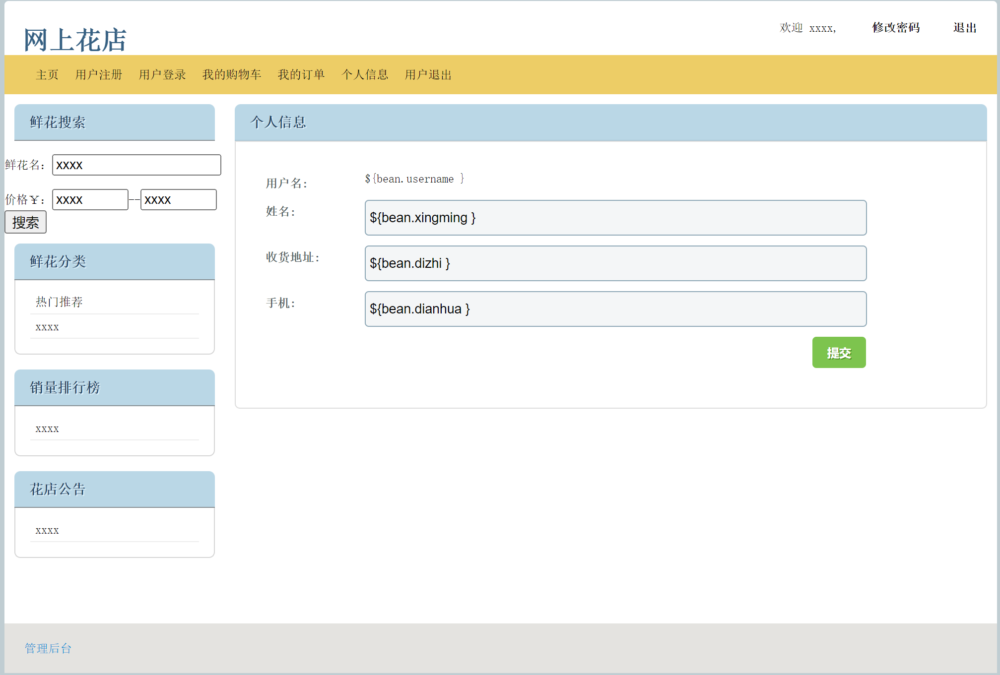 网上花店
欢迎 xxxx, 修改密码 退出
主页 用户注册 用户登录 我的购物车 我的订单 个人信息 用户退出
鲜花搜索
鲜花名： xxxx
价格￥： xxxx--xxxx
搜索
鲜花分类
热门推荐
xxxx
销量排行榜
xxxx
花店公告
xxxx
个人信息
用户名： ${bean.username }
姓名： ${bean.xingming }
收货地址： ${bean.dizhi }
手机： ${bean.dianhua }
提交
管理后台